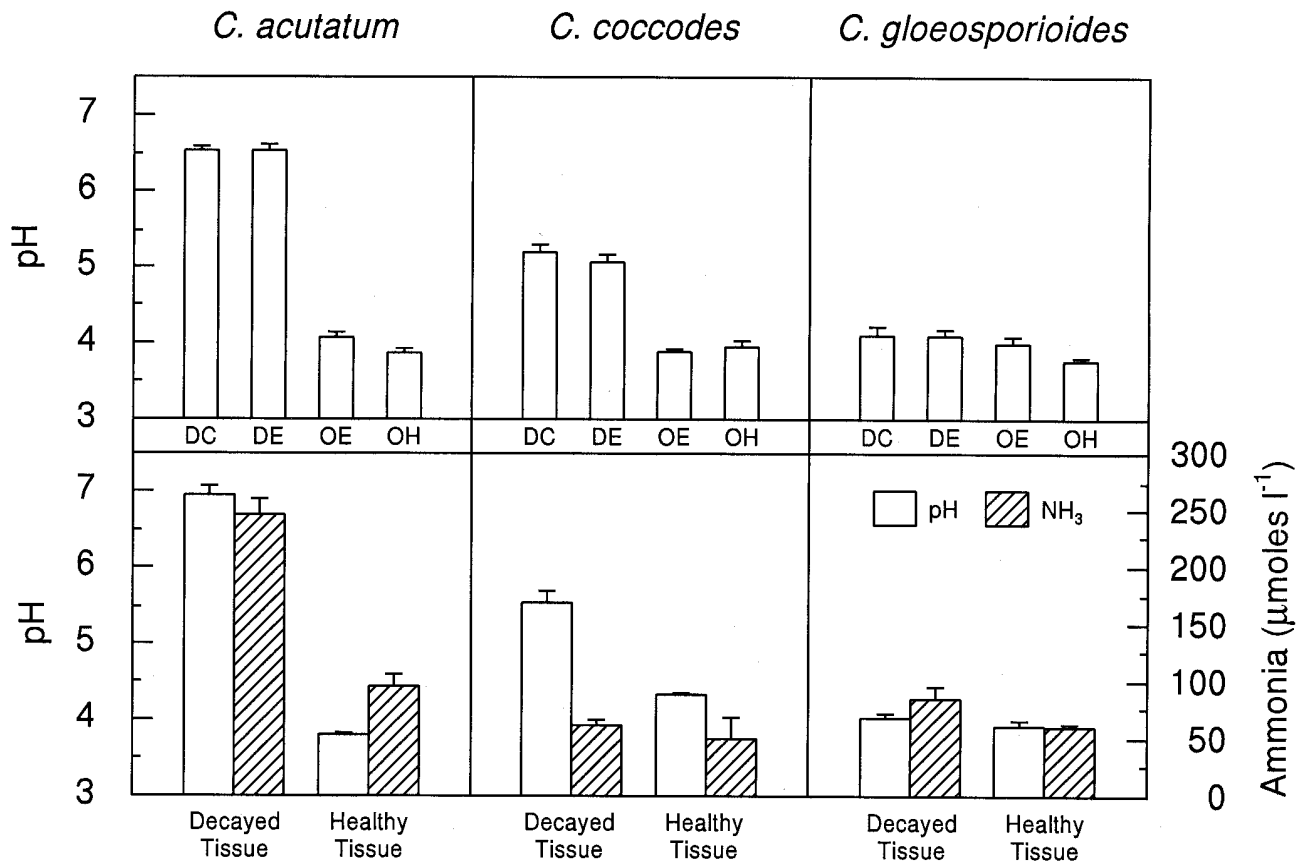 C. acutatum
C. coccodes
C. gloeosporioides
pH
7
6
5
4
3
DC DE OE OH
DC DE OE OH
DC DE OE OH
pH
7
6
5
4
3
pH
NH₃
300
250
200
150
100
50
0
Ammonia (μmoles l⁻¹)
Decayed
Tissue
Healthy
Tissue
Decayed
Tissue
Healthy
Tissue
Decayed
Tissue
Healthy
Tissue